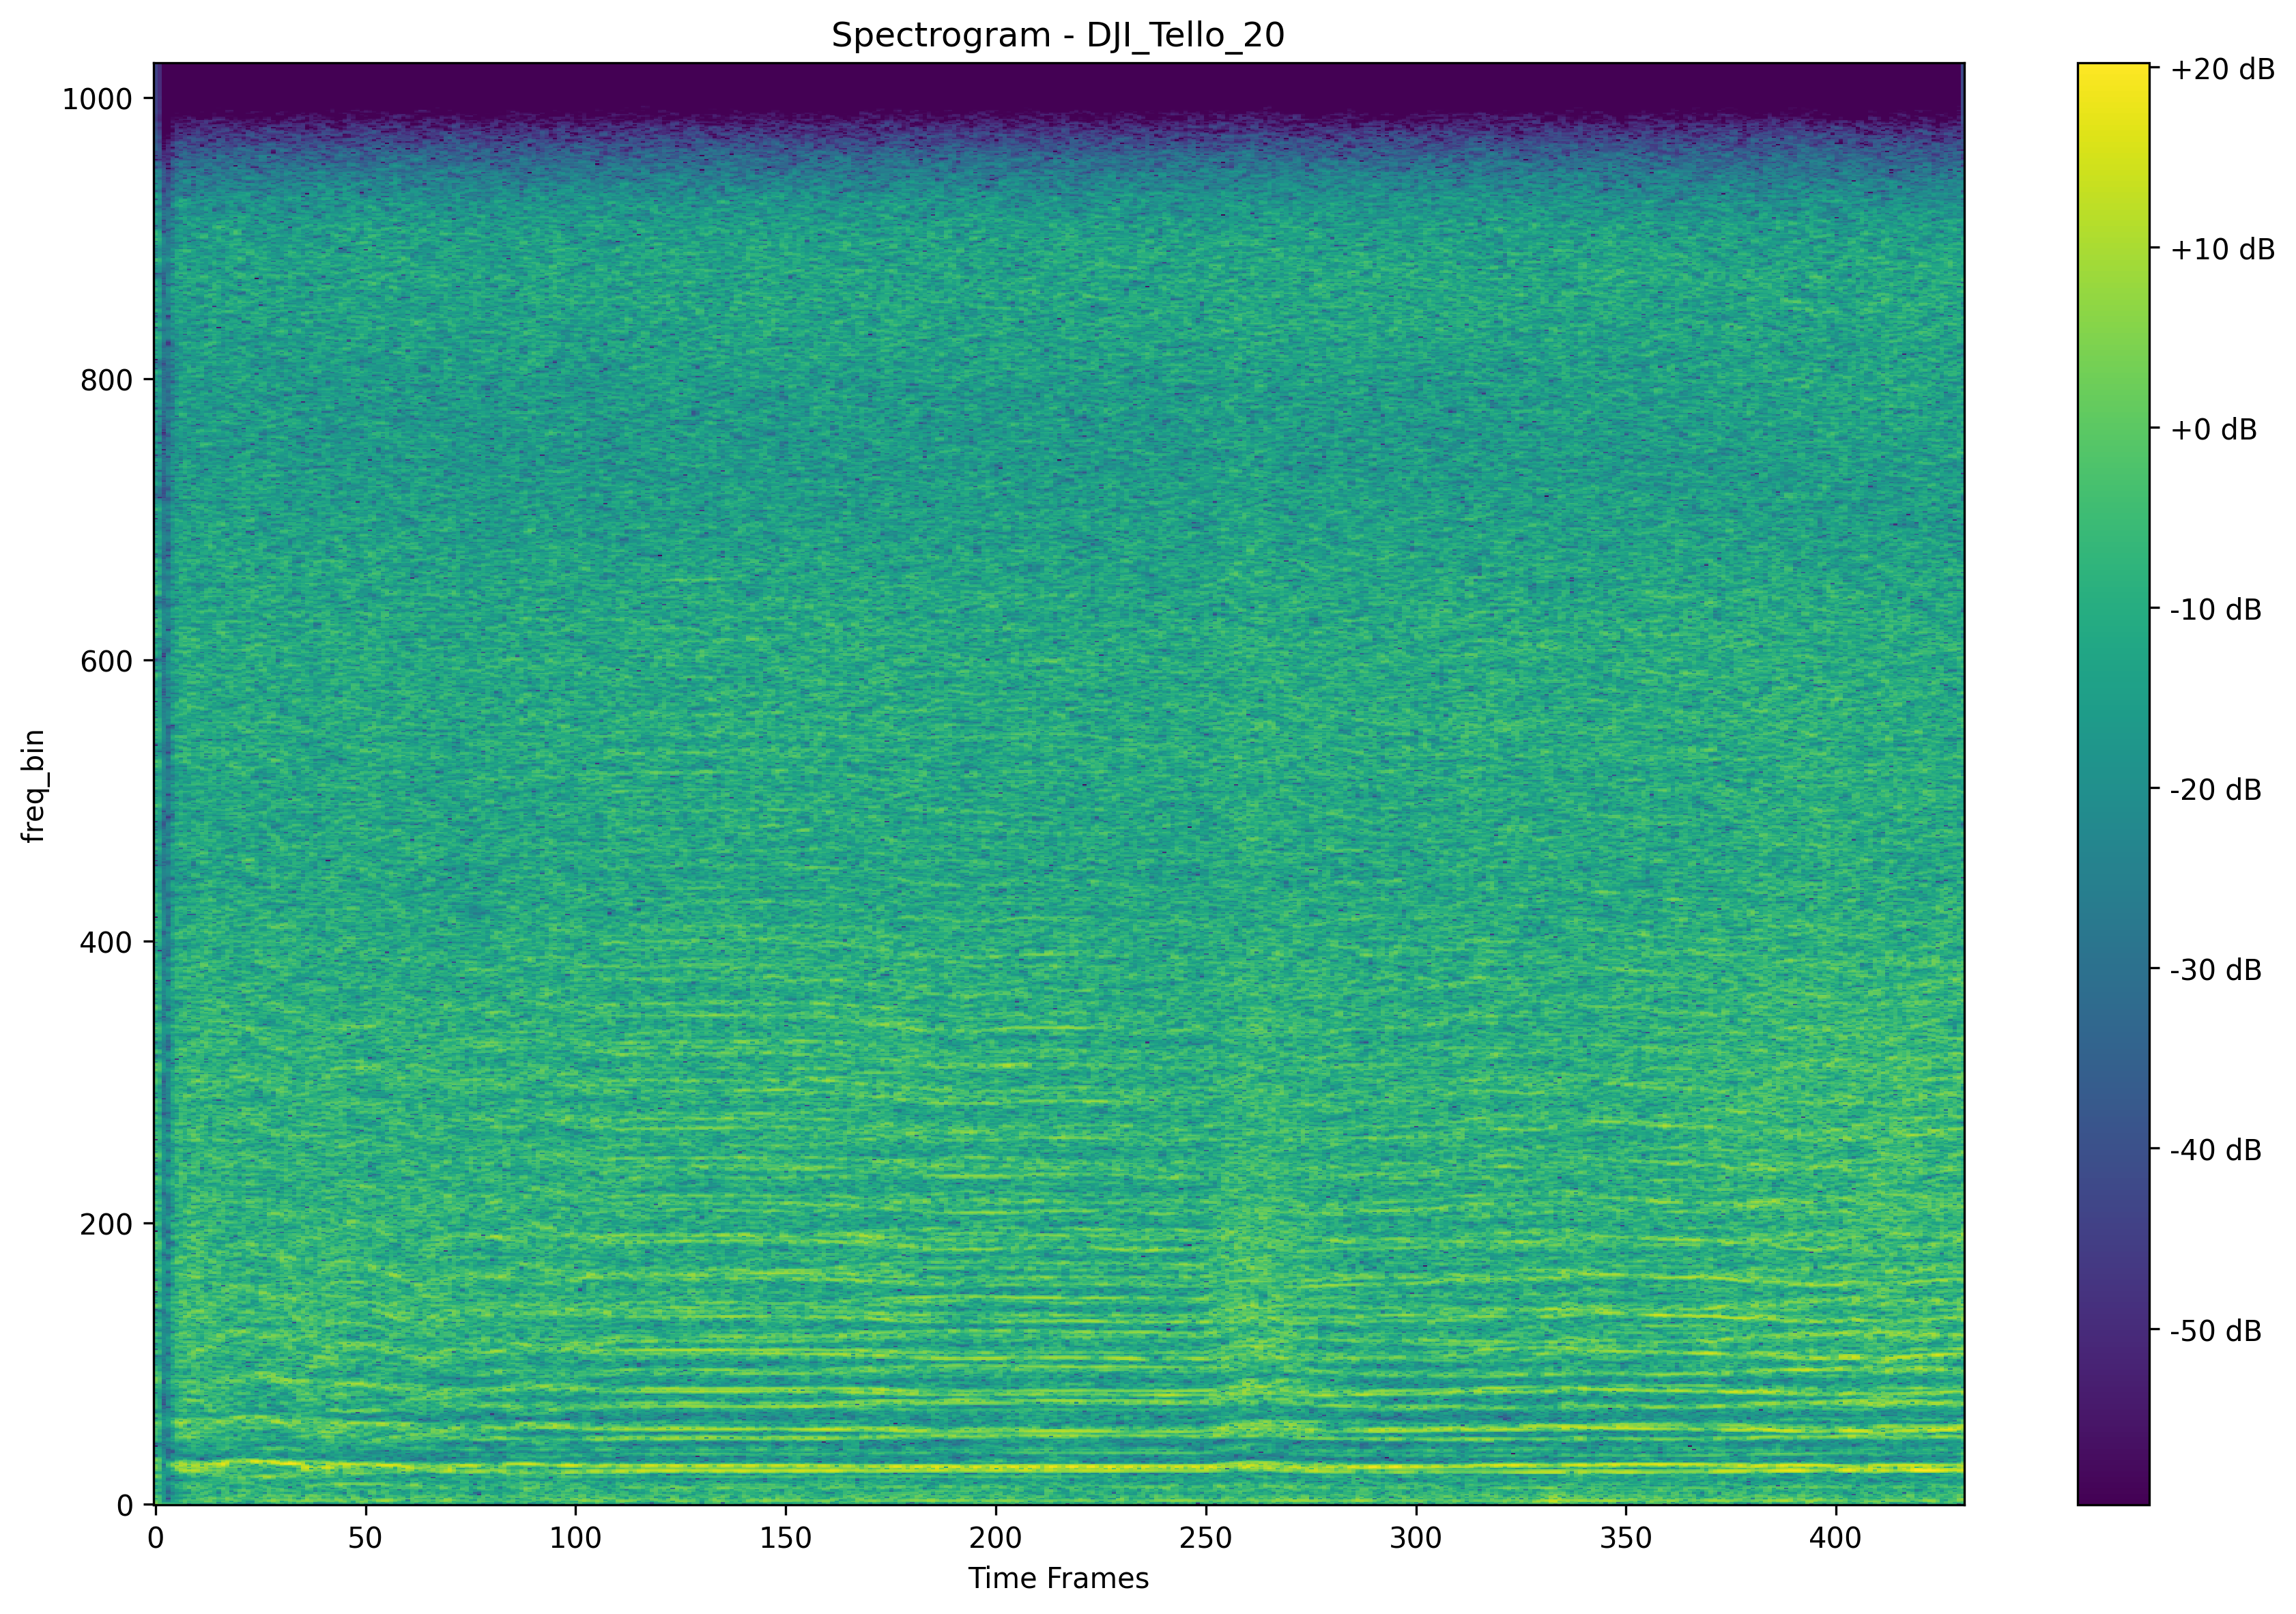 Spectrogram - DJI_Tello_20
freq_bin
1000
800
600
400
200
0
0 50 100 150 200 250 300 350 400
Time Frames
+20 dB
+10 dB
+0 dB
-10 dB
-20 dB
-30 dB
-40 dB
-50 dB